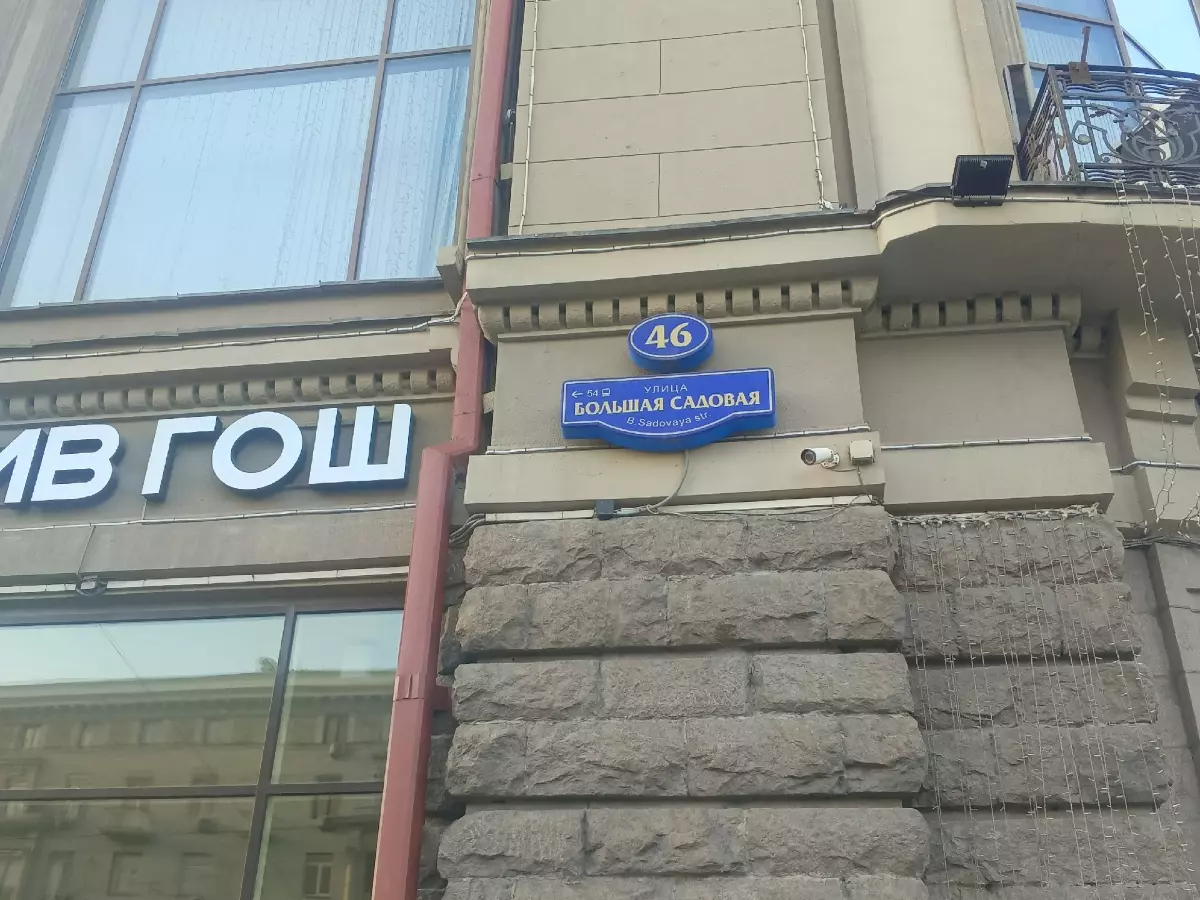 46
← 54
УЛИЦА
БОЛЬШАЯ САДОВАЯ
B.Sadovaya str.
ИВ ГОШ